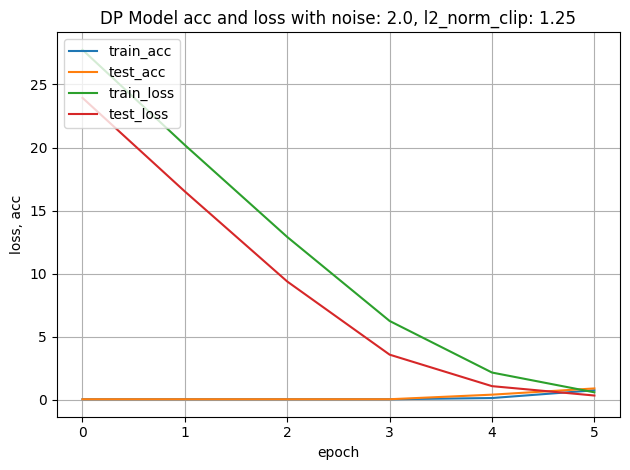 DP Model acc and loss with noise: 2.0, l2_norm_clip: 1.25
train_acc
test_acc
train_loss
test_loss
loss, acc
25
20
15
10
5
0
0 1 2 3 4 5
epoch